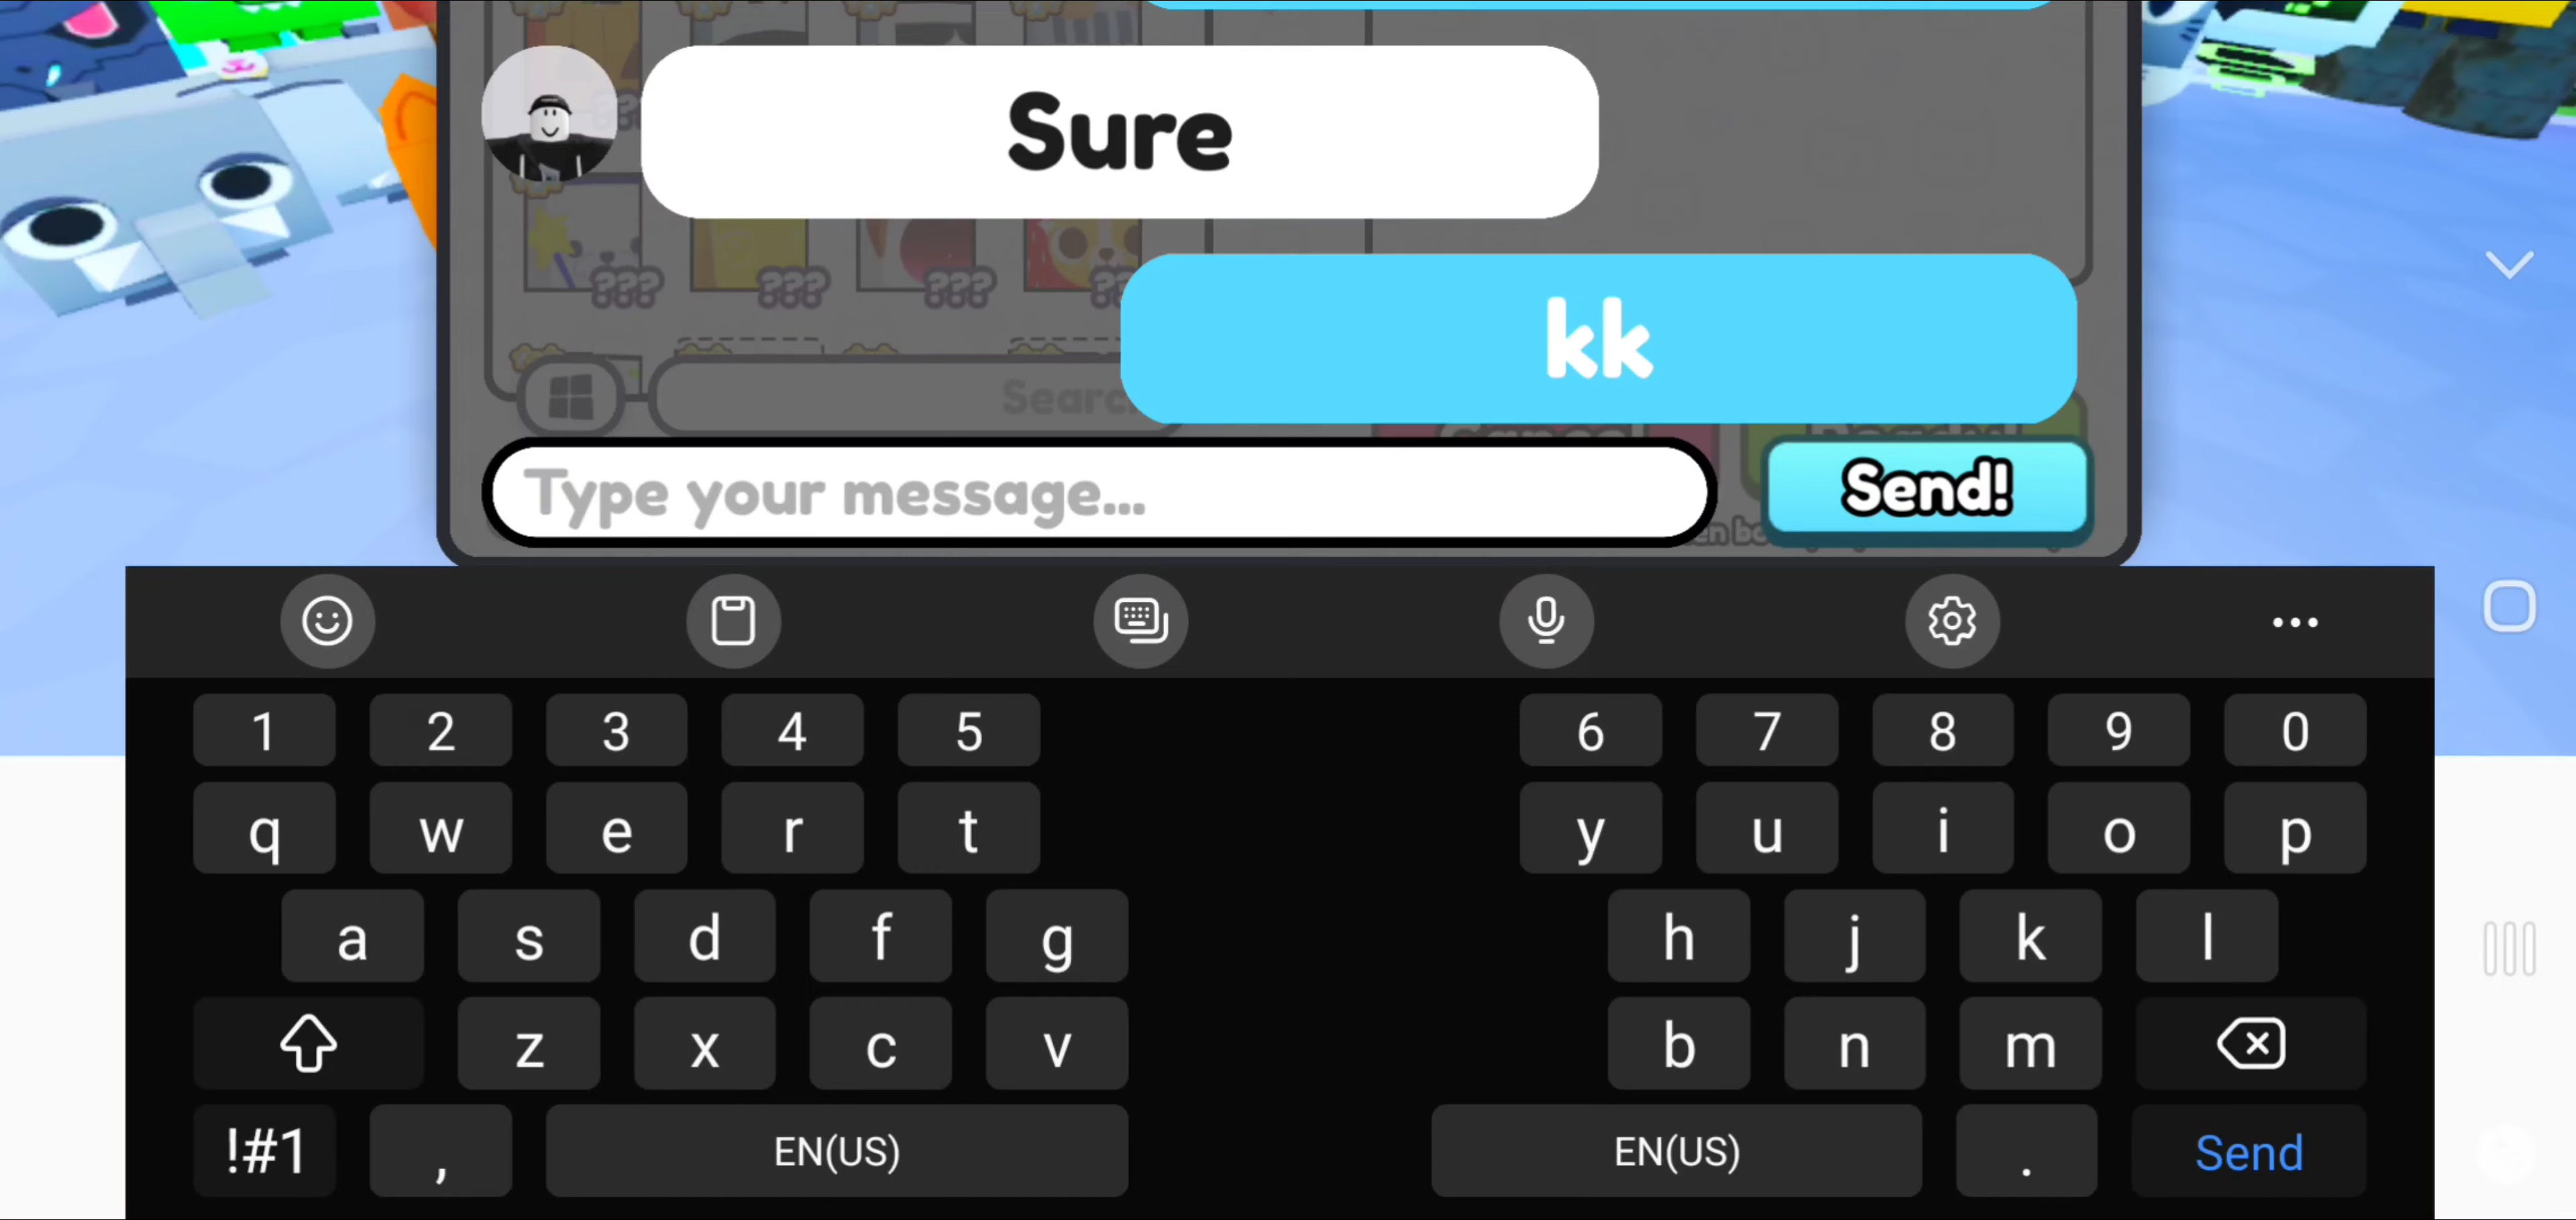 Sure
???
???
???
kk
Type your message...
Send!
1 2 3 4 5 6 7 8 9 0
q w e r t y u i o p
a s d f g h j k l
z x c v b n m
!#1 , EN(US) EN(US) . Send